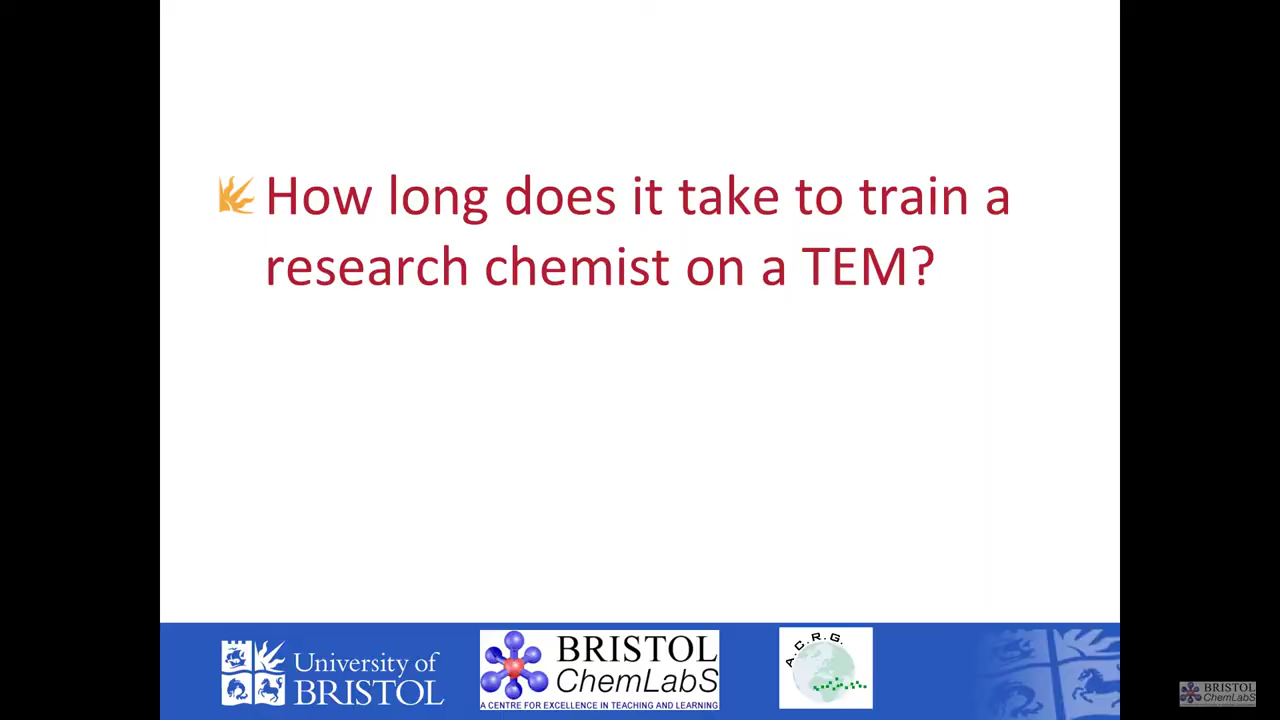 How long does it take to train a
research chemist on a TEM?
University of
BRISTOL
BRISTOL
ChemLabS
A CENTRE FOR EXCELLENCE IN TEACHING AND LEARNING
A.C.R.G.
BRISTOL
ChemLabS